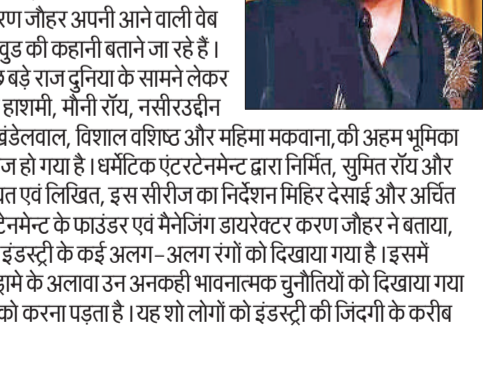 रण जौहर अपनी आने वाली वेब
वुड की कहानी बताने जा रहे हैं।
बड़े राज दुनिया के सामने लेकर
हाशमी, मौनी रॉय, नसीरउद्दीन
खंडेलवाल, विशाल वशिष्ठ और महिमा मकवाना,की अहम भूमिका
ज हो गया है। धर्मेटिक एंटरटेनमेन्ट द्वारा निर्मित, सुमित रॉय और
त एवं लिखित, इस सीरीज का निर्देशन मिहिर देसाई और अर्चित
टेनमेन्ट के फाउंडर एवं मैनेजिंग डायरेक्टर करण जौहर ने बताया,
इंडस्ट्री के कई अलग-अलग रंगों को दिखाया गया है। इसमें
ड्रामे के अलावा उन अनकही भावनात्मक चुनौतियों को दिखाया गया
को करना पड़ता है। यह शो लोगों को इंडस्ट्री की जिंदगी के करीब